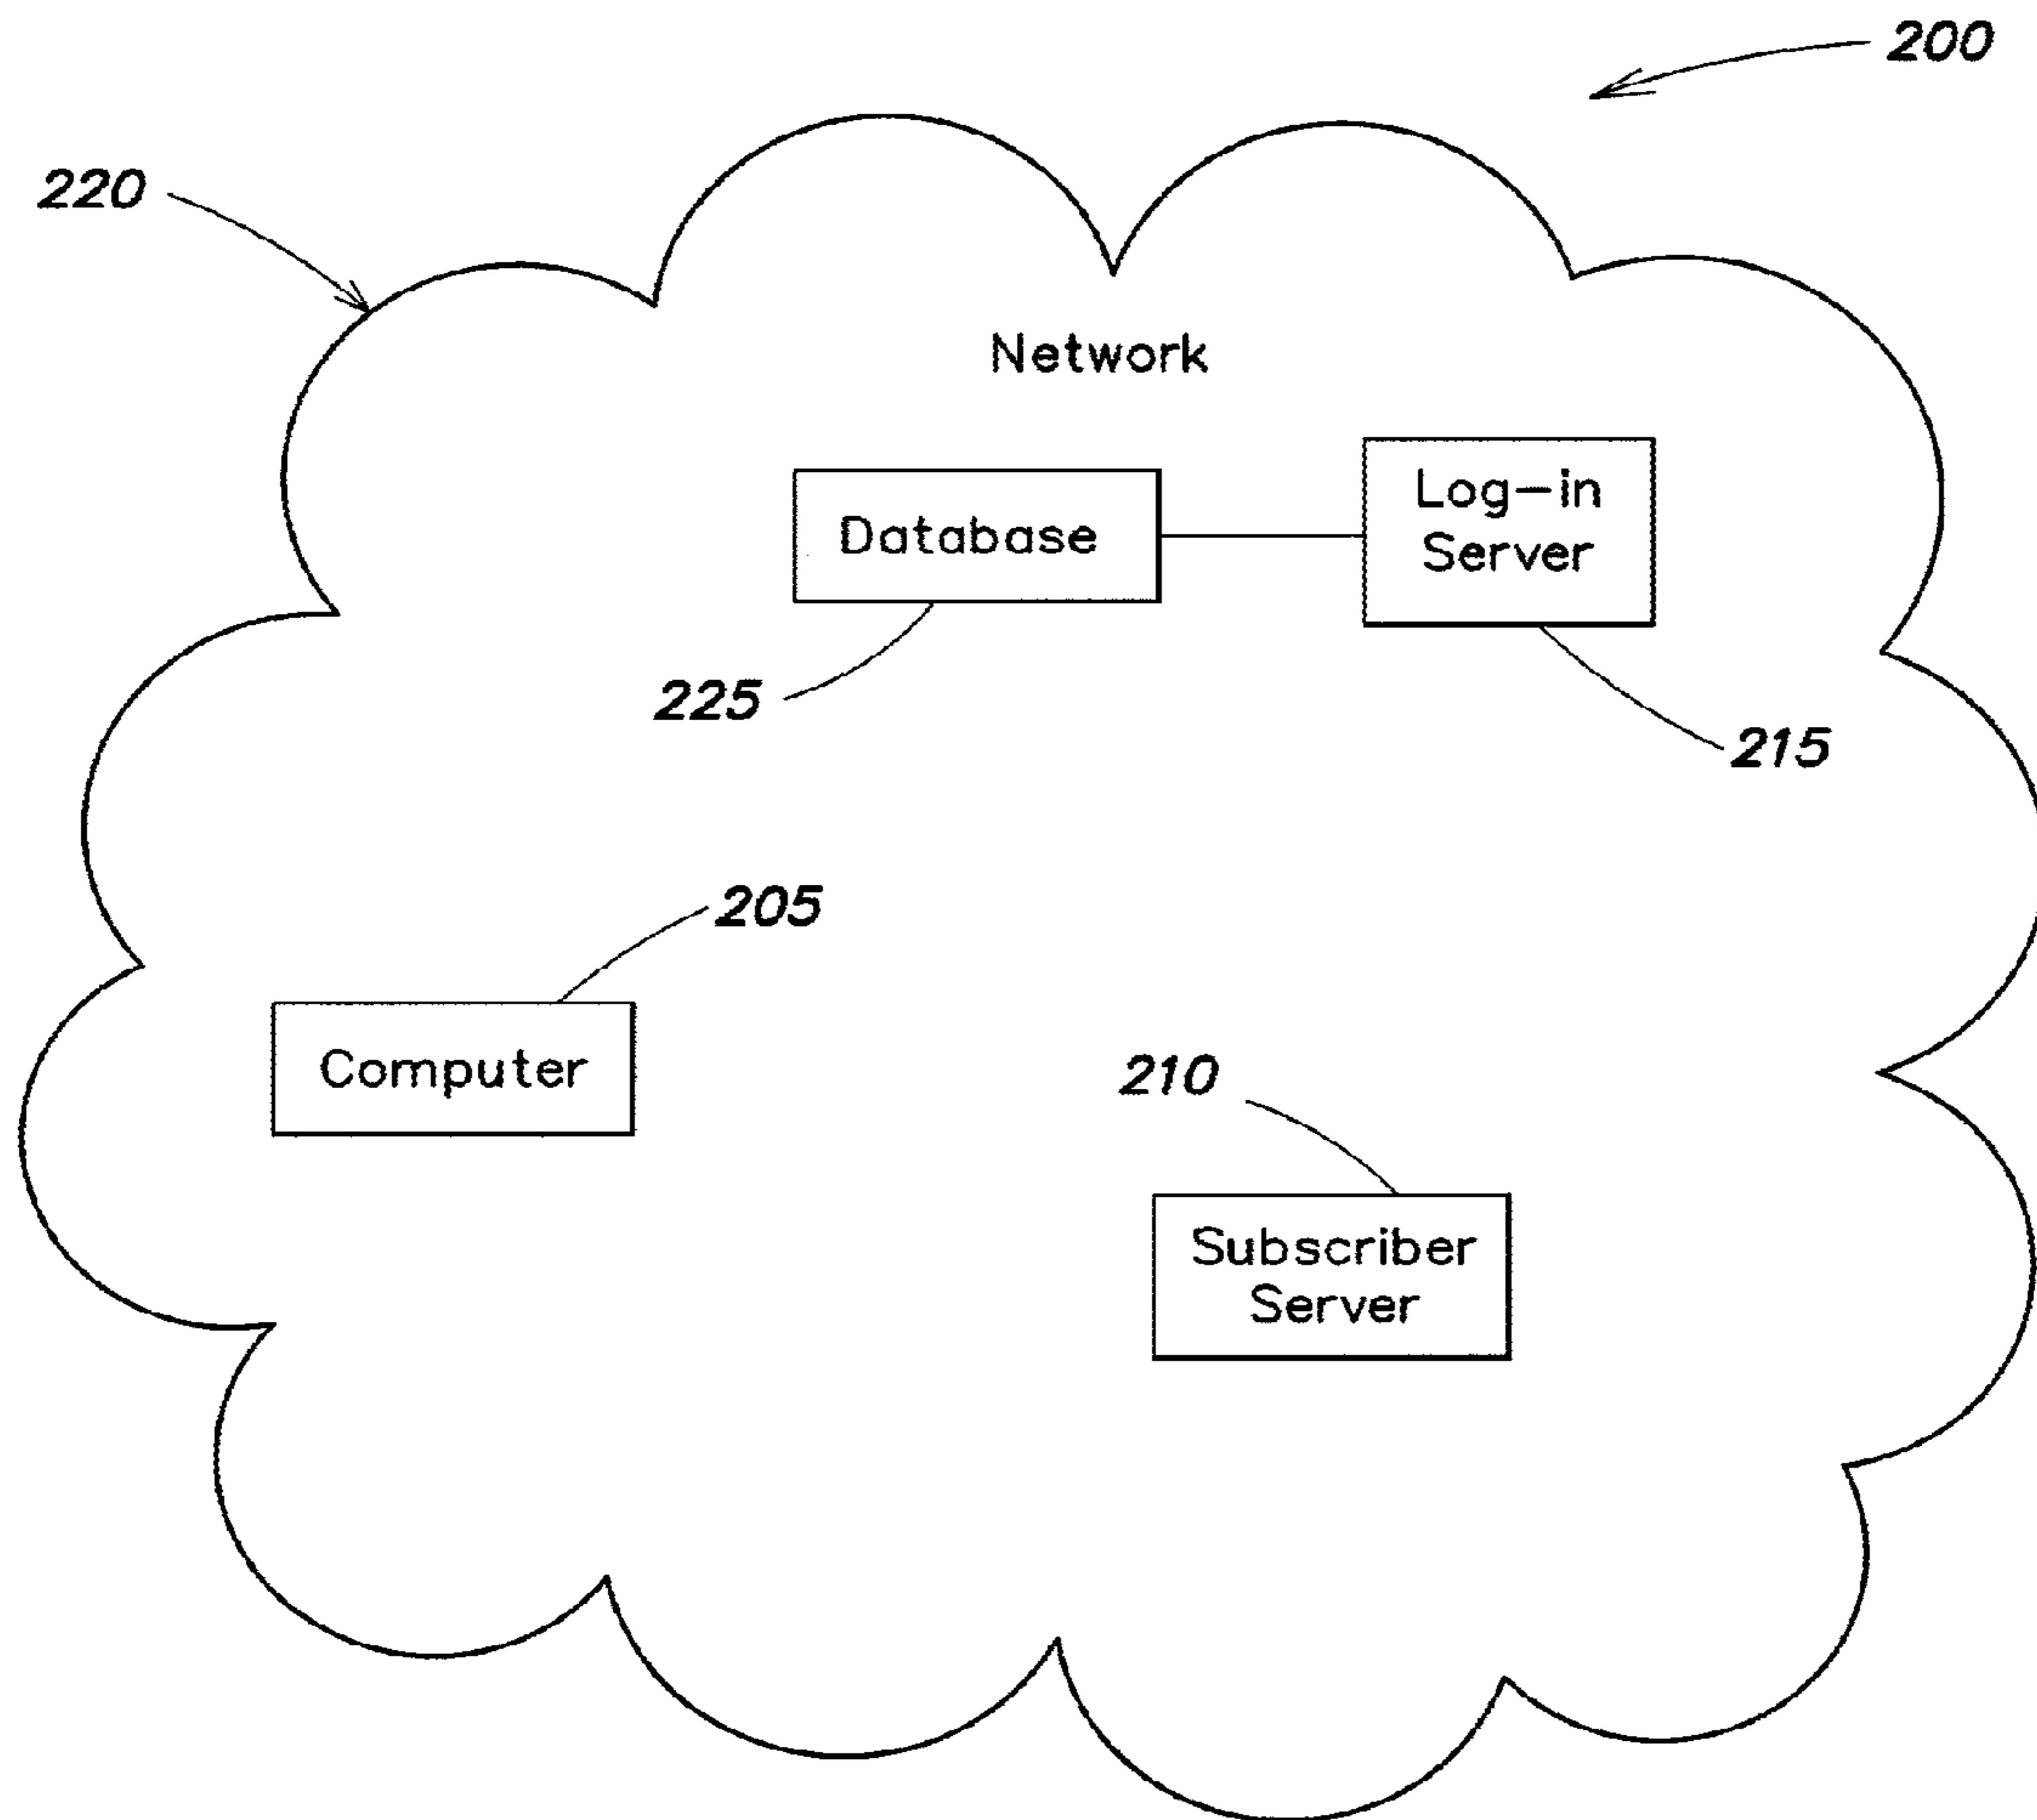 200
220
Network
Database
Log-in
Server
225
215
205
Computer
210
Subscriber
Server